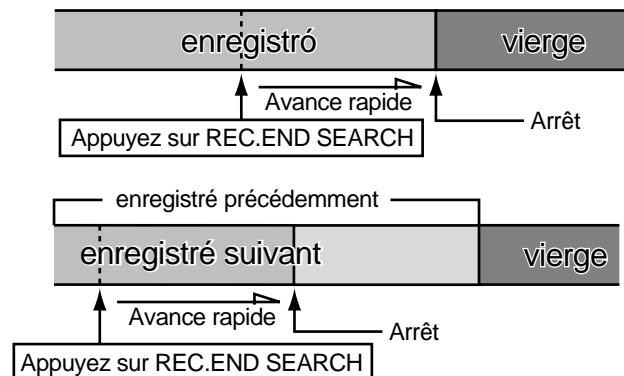 enregistró vierge
Avance rapide
Arrêt
Appuyez sur REC.END SEARCH
enregistré précédemment
enregistré suivant vierge
Avance rapide
Arrêt
Appuyez sur REC.END SEARCH